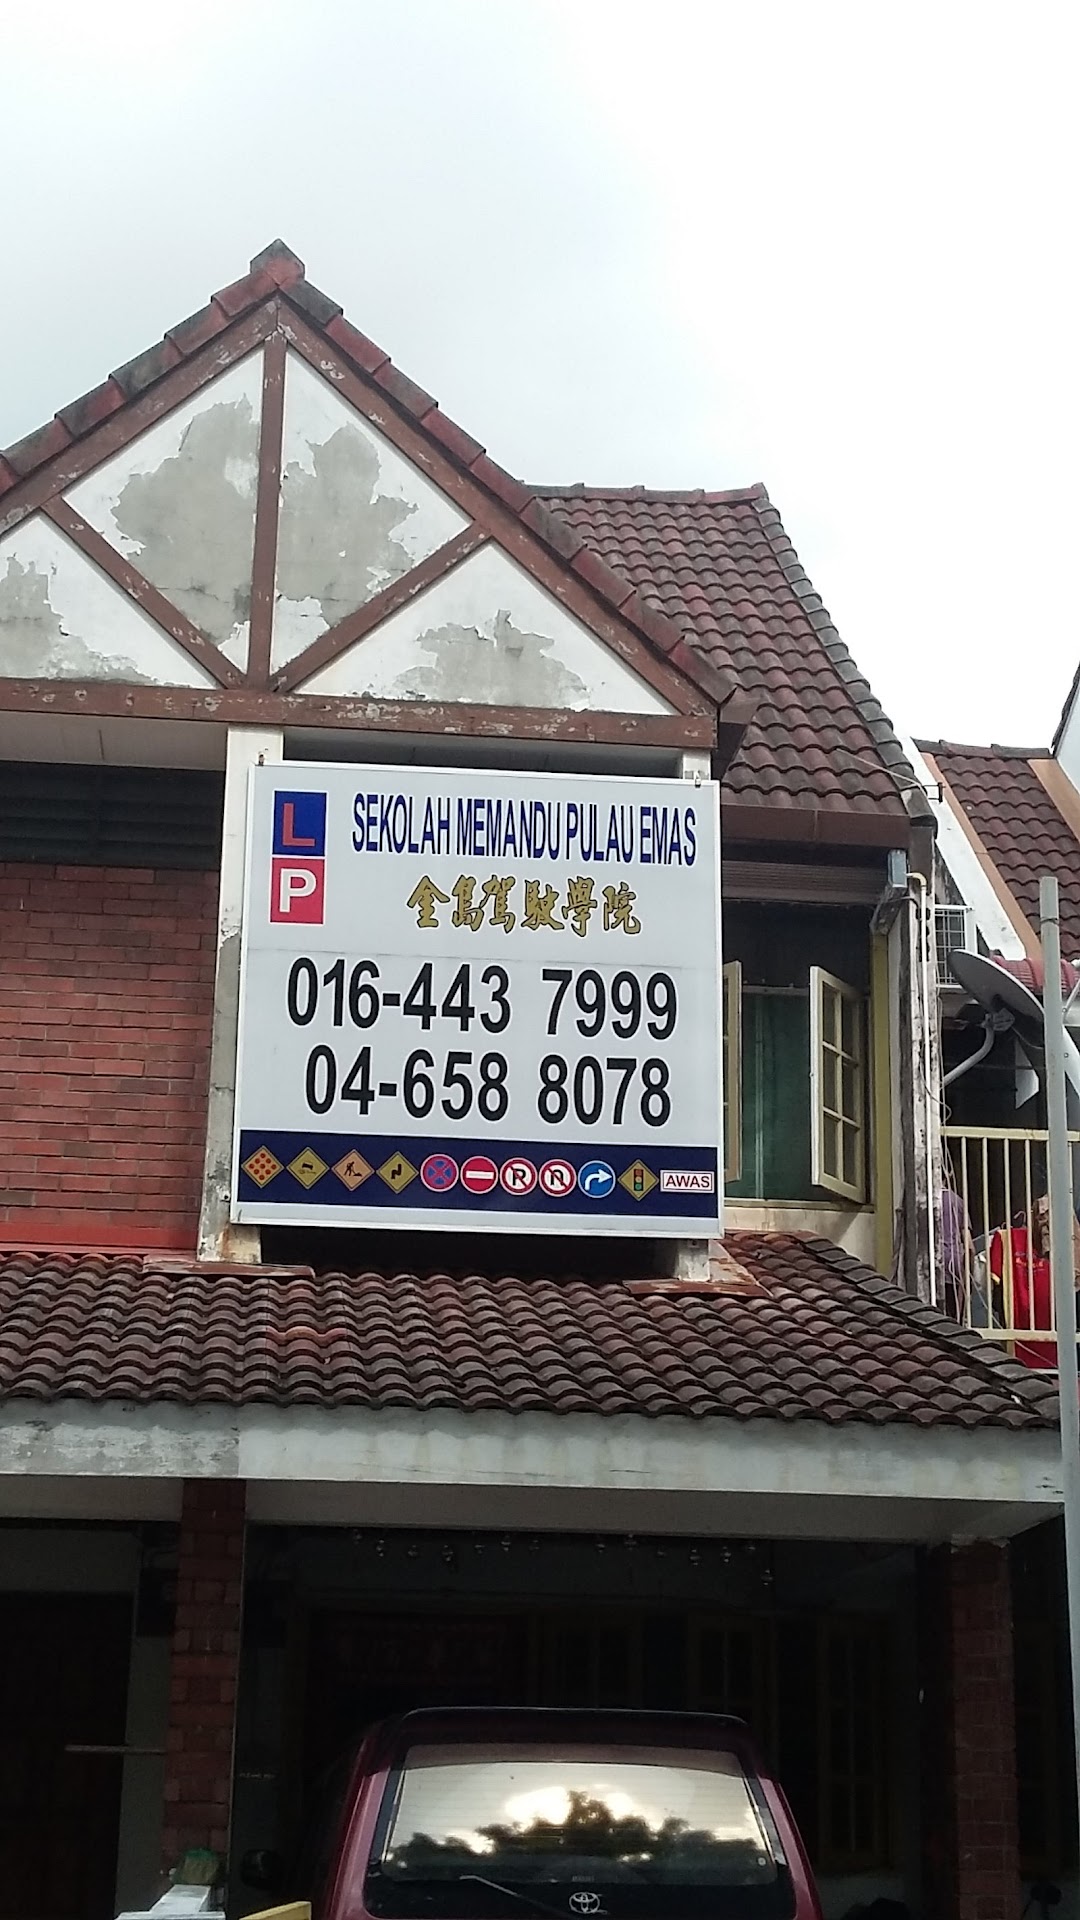 L
P
SEKOLAH MEMANDU PULAU EMAS
金島駕駛學院
016-443 7999
04-658 8078
AWAS